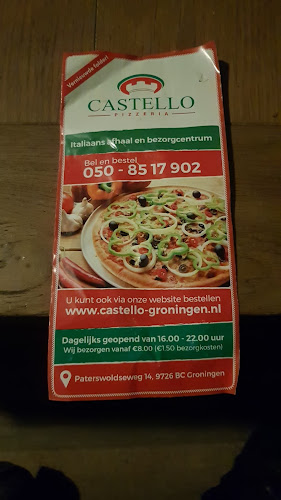 Vernieuwde folder!
CASTELLO
PIZZERIA
Italiaans afhaal en bezorgcentrum
Bel en bestel
050 - 85 17 902
U kunt ook via onze website bestellen
www.castello-groningen.nl
Dagelijks geopend van 16.00 - 22.00 uur
Wij bezorgen vanaf €8.00 (€1.50 bezorgkosten)
Paterswoldseweg 14, 9726 BC Groningen